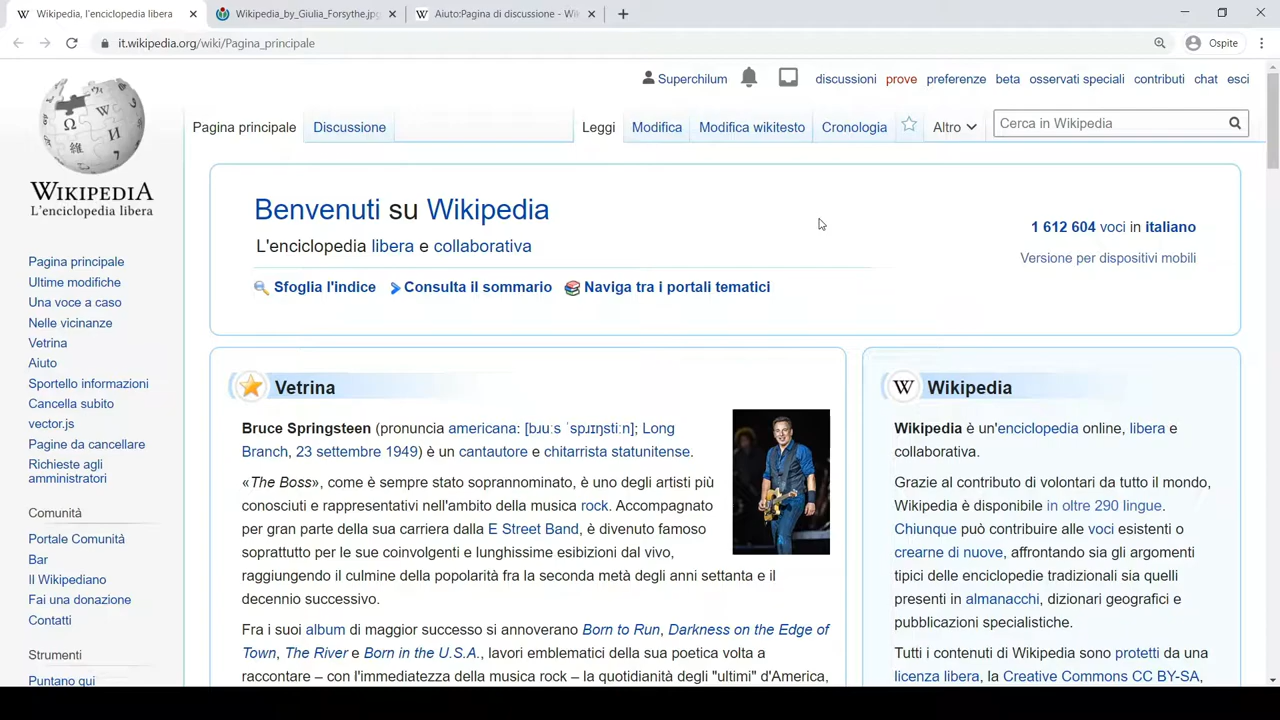 Wikipedia, l'enciclopedia libera
Wikipedia_by_Giulia_Forsythe.jpg
Aiuto:Pagina di discussione - Wi
it.wikipedia.org/wiki/Pagina_principale
Ospite
Superchilum
discussioni
prove
preferenze
beta
osservati speciali
contributi
chat
esci
Pagina principale
Discussione
Leggi
Modifica
Modifica wikitesto
Cronologia
Altro
Cerca in Wikipedia
WIKIPEDIA
L'enciclopedia libera
Pagina principale
Ultime modifiche
Una voce a caso
Nelle vicinanze
Vetrina
Aiuto
Sportello informazioni
Cancella subito
vector.js
Pagine da cancellare
Richieste agli
amministratori
Comunità
Portale Comunità
Bar
Il Wikipediano
Fai una donazione
Contatti
Strumenti
Puntano qui
Benvenuti su Wikipedia
L'enciclopedia libera e collaborativa
Sfoglia l'indice
Consulta il sommario
Naviga tra i portali tematici
1 612 604 voci in italiano
Versione per dispositivi mobili
Vetrina
Bruce Springsteen (pronuncia americana: [bɹuːs ˈspɹɪŋstiːn]; Long
Branch, 23 settembre 1949) è un cantautore e chitarrista statunitense.
«The Boss», come è sempre stato soprannominato, è uno degli artisti più
conosciuti e rappresentativi nell'ambito della musica rock. Accompagnato
per gran parte della sua carriera dalla E Street Band, è divenuto famoso
soprattutto per le sue coinvolgenti e lunghissime esibizioni dal vivo,
raggiungendo il culmine della popolarità fra la seconda metà degli anni settanta e il
decennio successivo.
Fra i suoi album di maggior successo si annoverano Born to Run, Darkness on the Edge of
Town, The River e Born in the U.S.A., lavori emblematici della sua poetica volta a
raccontare – con l'immediatezza della musica rock – la quotidianità degli "ultimi" d'America,
Wikipedia
Wikipedia è un'enciclopedia online, libera e
collaborativa.
Grazie al contributo di volontari da tutto il mondo,
Wikipedia è disponibile in oltre 290 lingue.
Chiunque può contribuire alle voci esistenti o
crearne di nuove, affrontando sia gli argomenti
tipici delle enciclopedie tradizionali sia quelli
presenti in almanacchi, dizionari geografici e
pubblicazioni specialistiche.
Tutti i contenuti di Wikipedia sono protetti da una
licenza libera, la Creative Commons CC BY-SA,